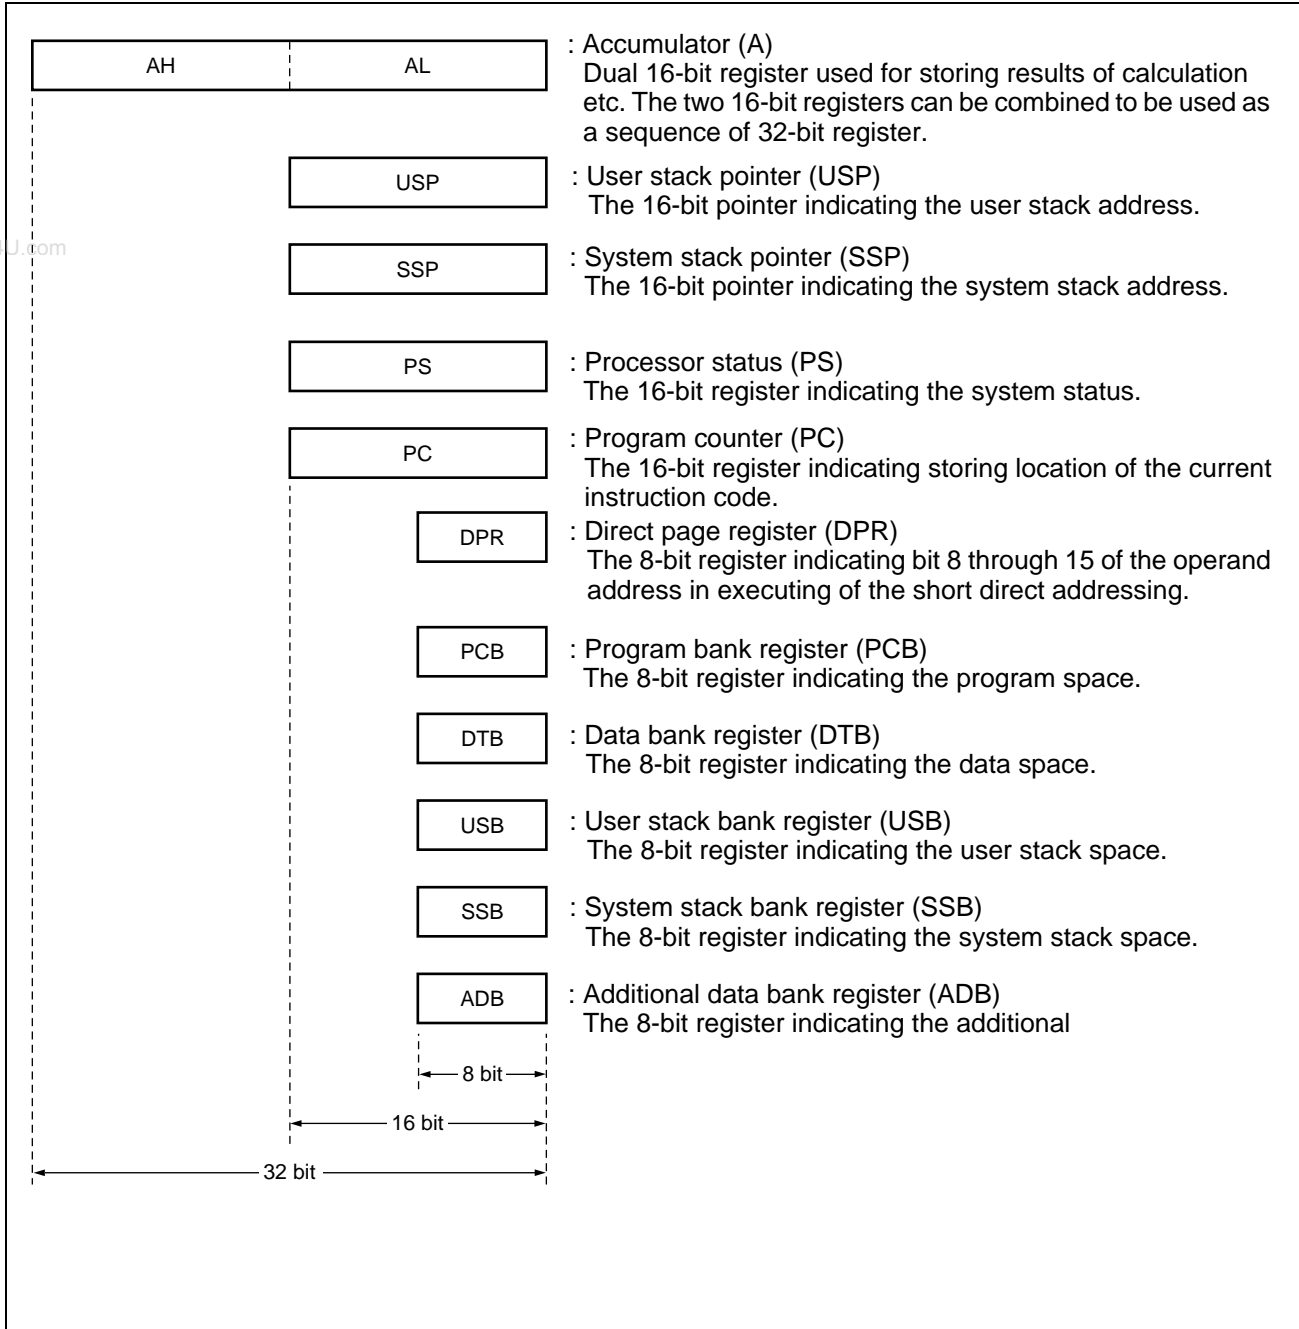 AH AL
: Accumulator (A)
Dual 16-bit register used for storing results of calculation
etc. The two 16-bit registers can be combined to be used as
a sequence of 32-bit register.
USP
: User stack pointer (USP)
The 16-bit pointer indicating the user stack address.
4U.com
SSP
: System stack pointer (SSP)
The 16-bit pointer indicating the system stack address.
PS
: Processor status (PS)
The 16-bit register indicating the system status.
PC
: Program counter (PC)
The 16-bit register indicating storing location of the current
instruction code.
DPR
: Direct page register (DPR)
The 8-bit register indicating bit 8 through 15 of the operand
address in executing of the short direct addressing.
PCB
: Program bank register (PCB)
The 8-bit register indicating the program space.
DTB
: Data bank register (DTB)
The 8-bit register indicating the data space.
USB
: User stack bank register (USB)
The 8-bit register indicating the user stack space.
SSB
: System stack bank register (SSB)
The 8-bit register indicating the system stack space.
ADB
: Additional data bank register (ADB)
The 8-bit register indicating the additional
8 bit
16 bit
32 bit